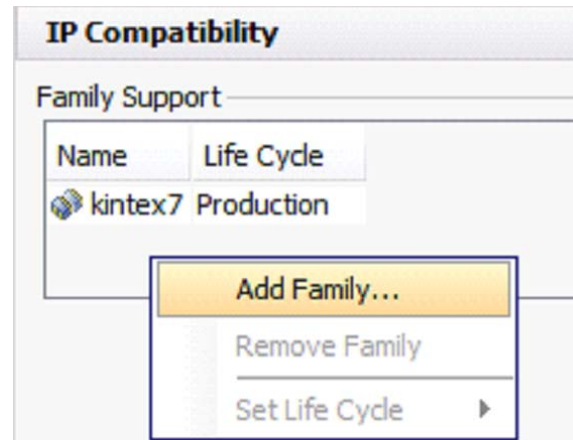 IP Compatibility
Family Support
Name Life Cycle
kintex7 Production
Add Family...
Remove Family
Set Life Cycle